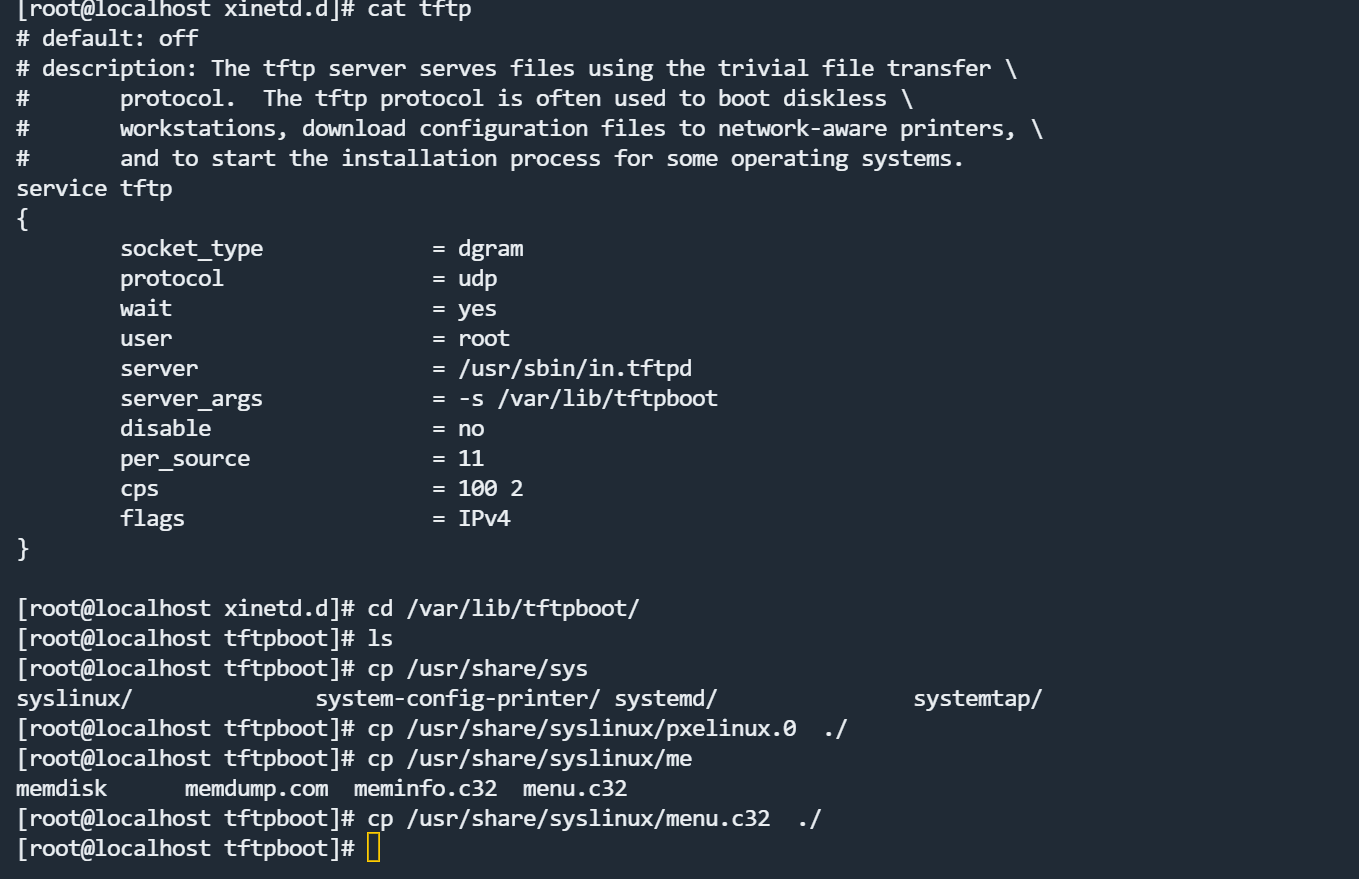 [root@localhost xinetd.d]# cat tftp
# default: off
# description: The tftp server serves files using the trivial file transfer \
#       protocol.  The tftp protocol is often used to boot diskless \
#       workstations, download configuration files to network-aware printers, \
#       and to start the installation process for some operating systems.
service tftp
{
        socket_type             = dgram
        protocol                = udp
        wait                    = yes
        user                    = root
        server                  = /usr/sbin/in.tftpd
        server_args             = -s /var/lib/tftpboot
        disable                 = no
        per_source              = 11
        cps                     = 100 2
        flags                   = IPv4
}
[root@localhost xinetd.d]# cd /var/lib/tftpboot/
[root@localhost tftpboot]# ls
[root@localhost tftpboot]# cp /usr/share/sys
syslinux/              system-config-printer/ systemd/               systemtap/
[root@localhost tftpboot]# cp /usr/share/syslinux/pxelinux.0  ./
[root@localhost tftpboot]# cp /usr/share/syslinux/me
memdisk      memdump.com  meminfo.c32  menu.c32
[root@localhost tftpboot]# cp /usr/share/syslinux/menu.c32  ./
[root@localhost tftpboot]#